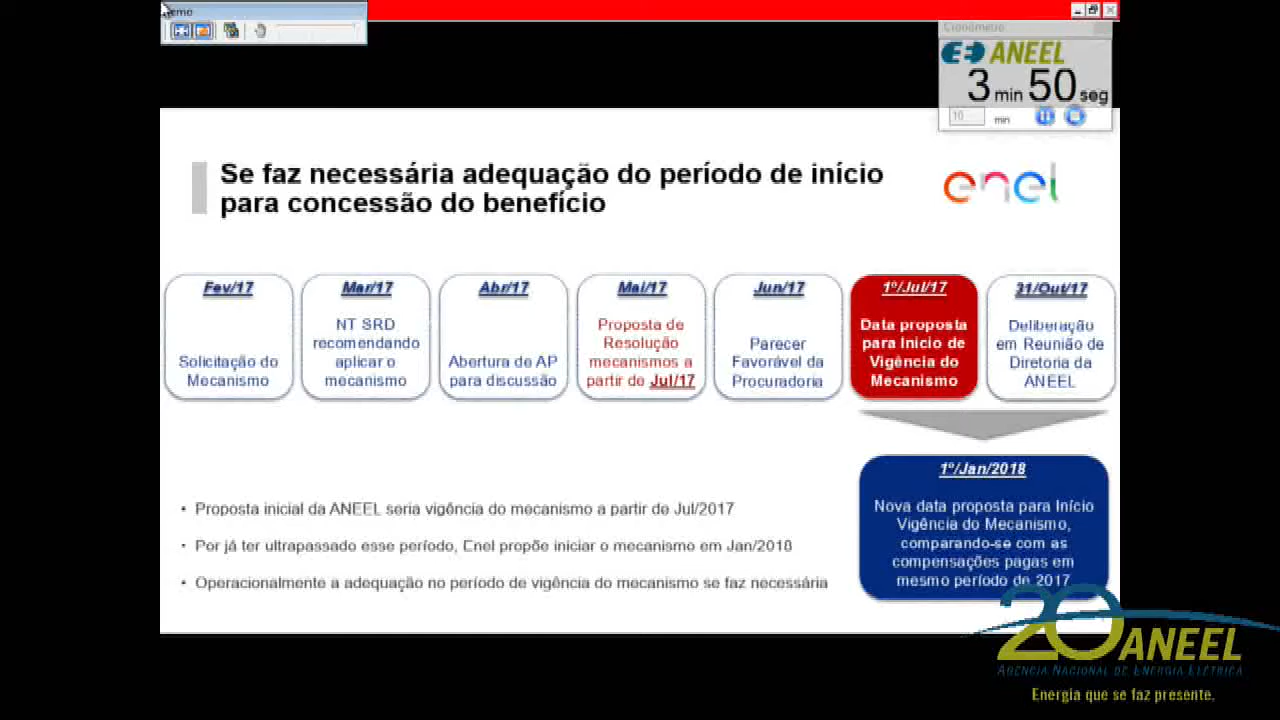 Cronômetro
ANEEL
3 min 50 seg
10 min
Se faz necessária adequação do período de início
para concessão do benefício
enel
Fev/17
Solicitação do
Mecanismo
Mar/17
NT SRD
recomendando
aplicar o
mecanismo
Abr/17
Abertura de AP
para discussão
Mai/17
Proposta de
Resolução
mecanismos a
partir de Jul/17
Jun/17
Parecer
Favorável da
Procuradoria
1º/Jul/17
Data proposta
para Início de
Vigência do
Mecanismo
31/Out/17
Deliberação
em Reunião de
Diretoria da
ANEEL
1º/Jan/2018
Nova data proposta para Início
Vigência do Mecanismo,
comparando-se com as
compensações pagas em
mesmo período de 2017
• Proposta inicial da ANEEL seria vigência do mecanismo a partir de Jul/2017
• Por já ter ultrapassado esse período, Enel propõe iniciar o mecanismo em Jan/2018
• Operacionalmente a adequação no período de vigência do mecanismo se faz necessária
20 ANEEL
AGÊNCIA NACIONAL DE ENERGIA ELÉTRICA
Energia que se faz presente.